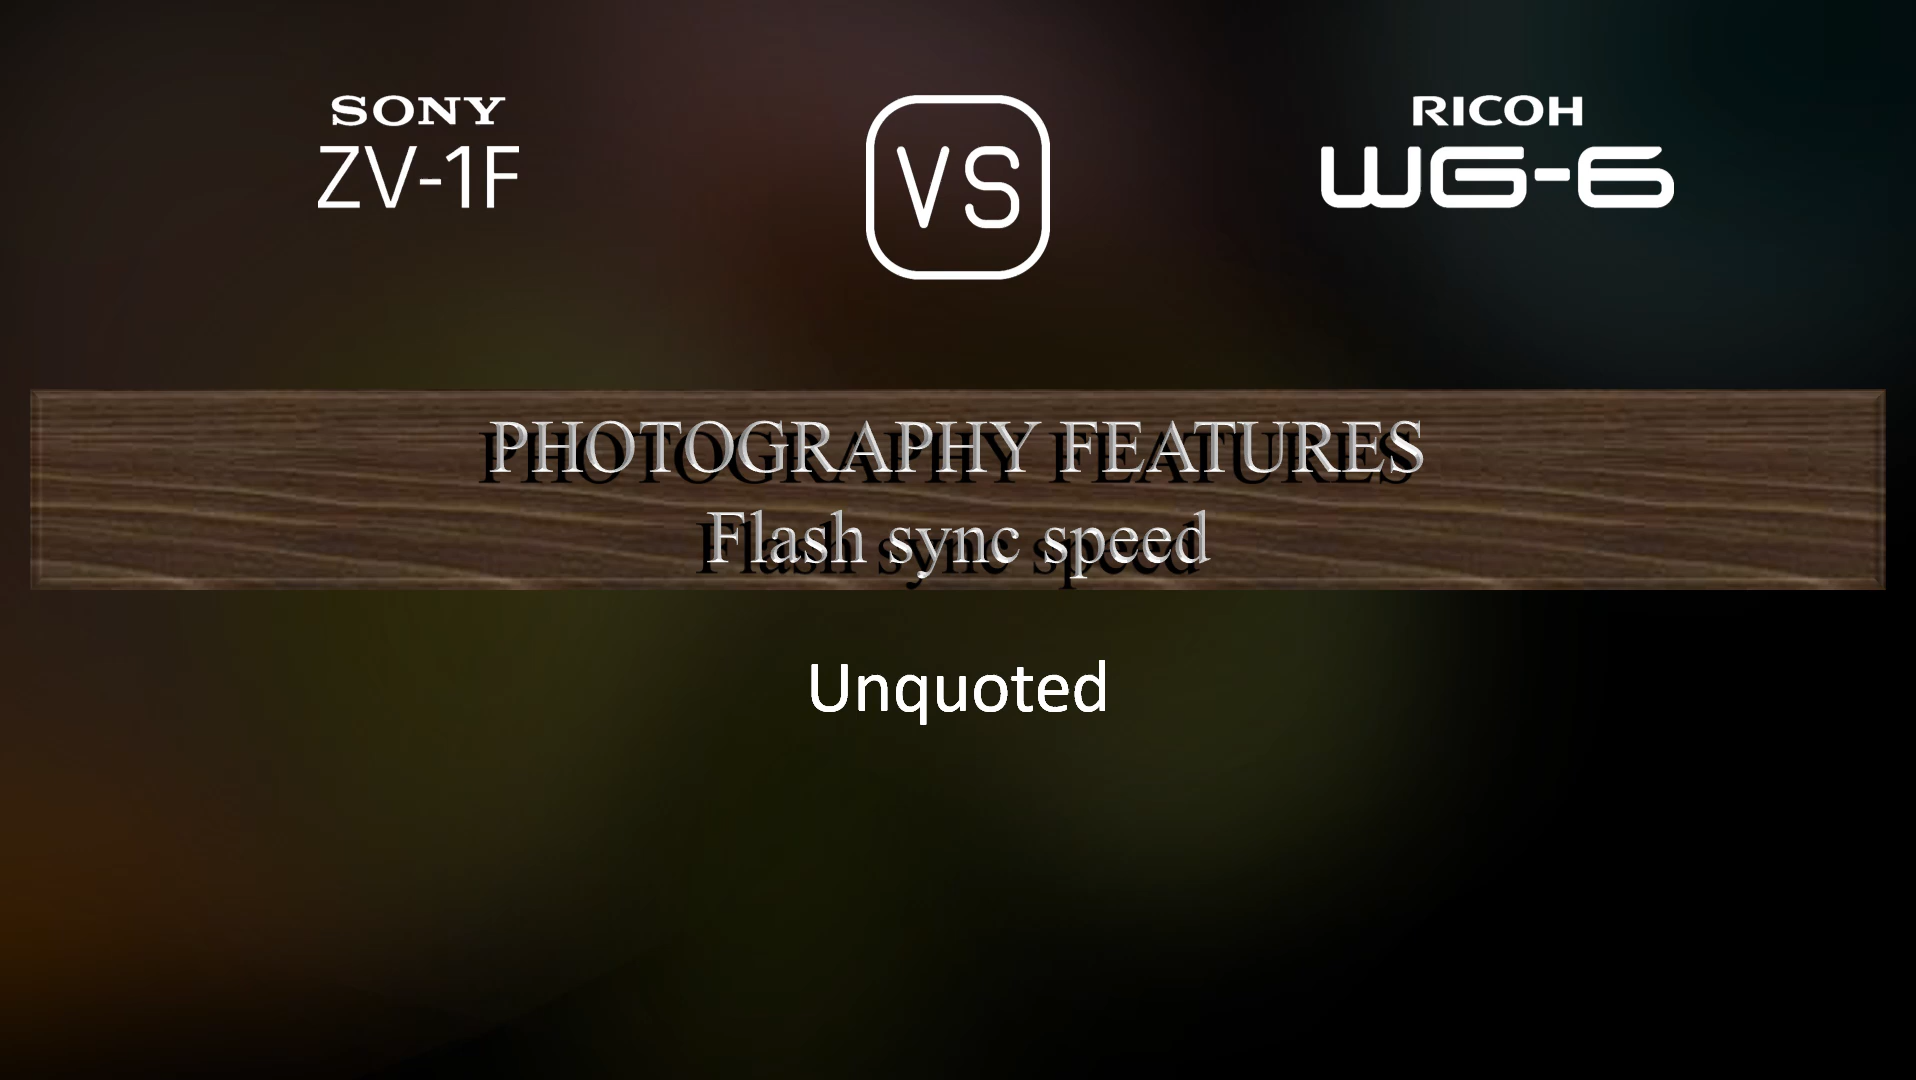 SONY
ZV-1F
VS
RICOH
WG-6
PHOTOGRAPHY FEATURES
Flash sync speed
Unquoted